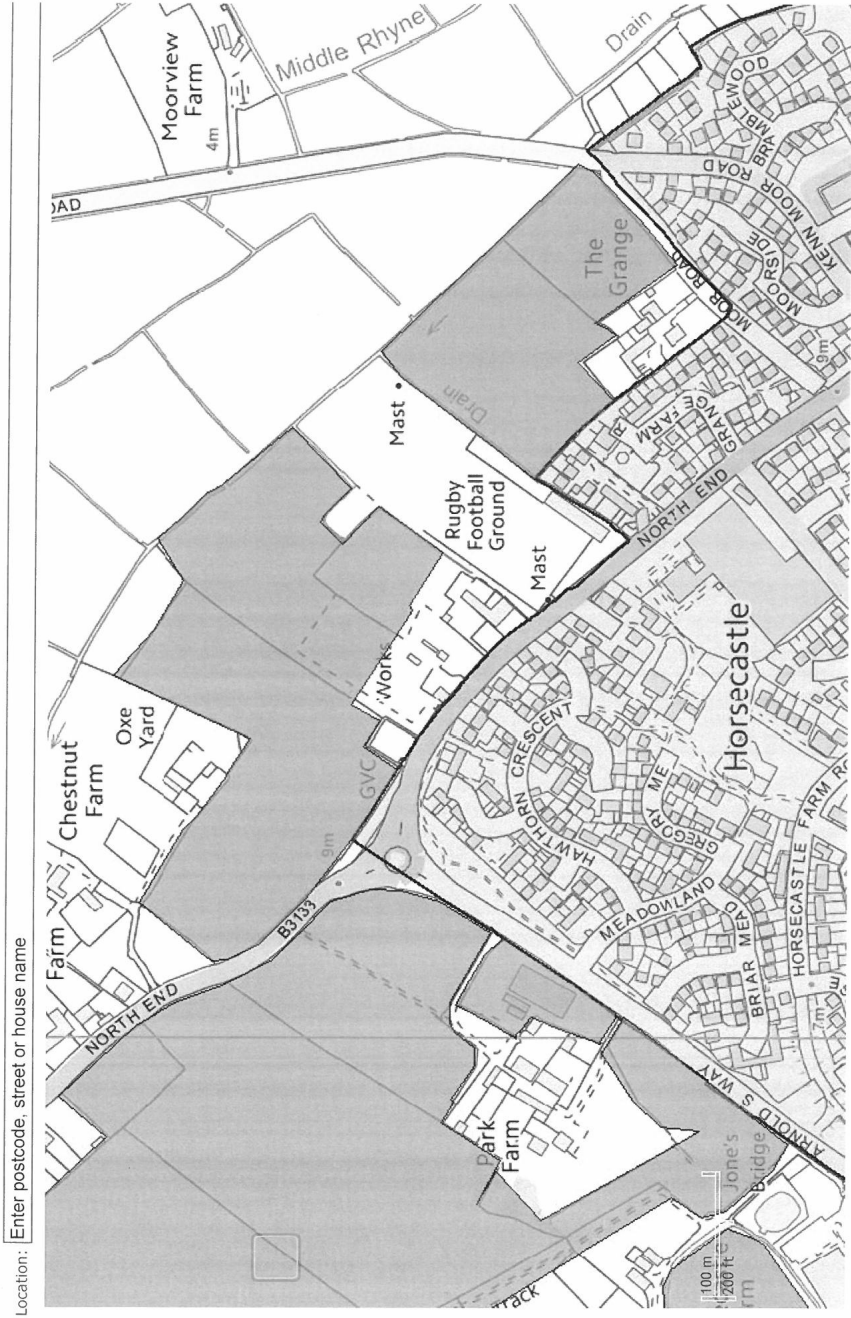 Location: Enter postcode, street or house name
Moorview
Farm
4m
Middle Rhyne
Drain
OAD
BRAMBLEWOOD
KENN MOOR ROAD
MOORSIDE
MOOR ROAD
9m
The
Grange
Mast
Drain
GRANGE FARM
R
NORTH END
Rugby
Football
Ground
Mast
Works
GVC
Oxe
Yard
Chestnut
Farm
Farm
NORTH END
B3133
9m
HAWTHORN CRESCENT
GREGORY ME
MEADOWLAND
BRIAR MEAD
Horsecastle
HORSECASTLE FARM RO
E
7m
ARNOLD S WAY
Park
Farm
Jone's
Bridge
Track
rm
100 m
200 ft